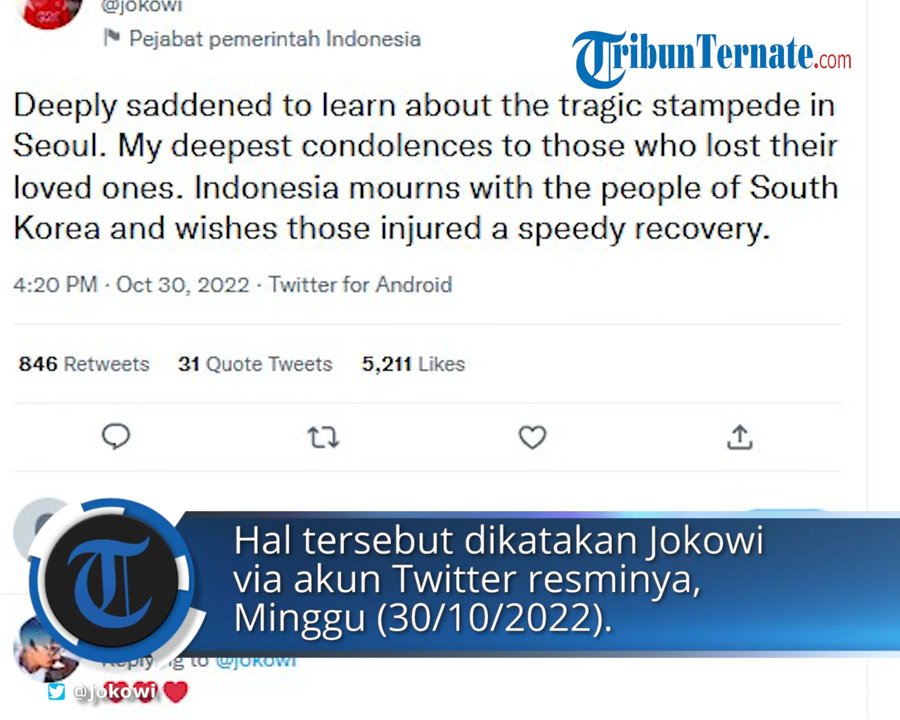 @jokowi
Pejabat pemerintah Indonesia
TribunTernate.com
Deeply saddened to learn about the tragic stampede in
Seoul. My deepest condolences to those who lost their
loved ones. Indonesia mourns with the people of South
Korea and wishes those injured a speedy recovery.
4:20 PM · Oct 30, 2022 · Twitter for Android
846 Retweets 31 Quote Tweets 5,211 Likes
T
Hal tersebut dikatakan Jokowi
via akun Twitter resminya,
Minggu (30/10/2022).
Replying to @jokowi
@jokowi